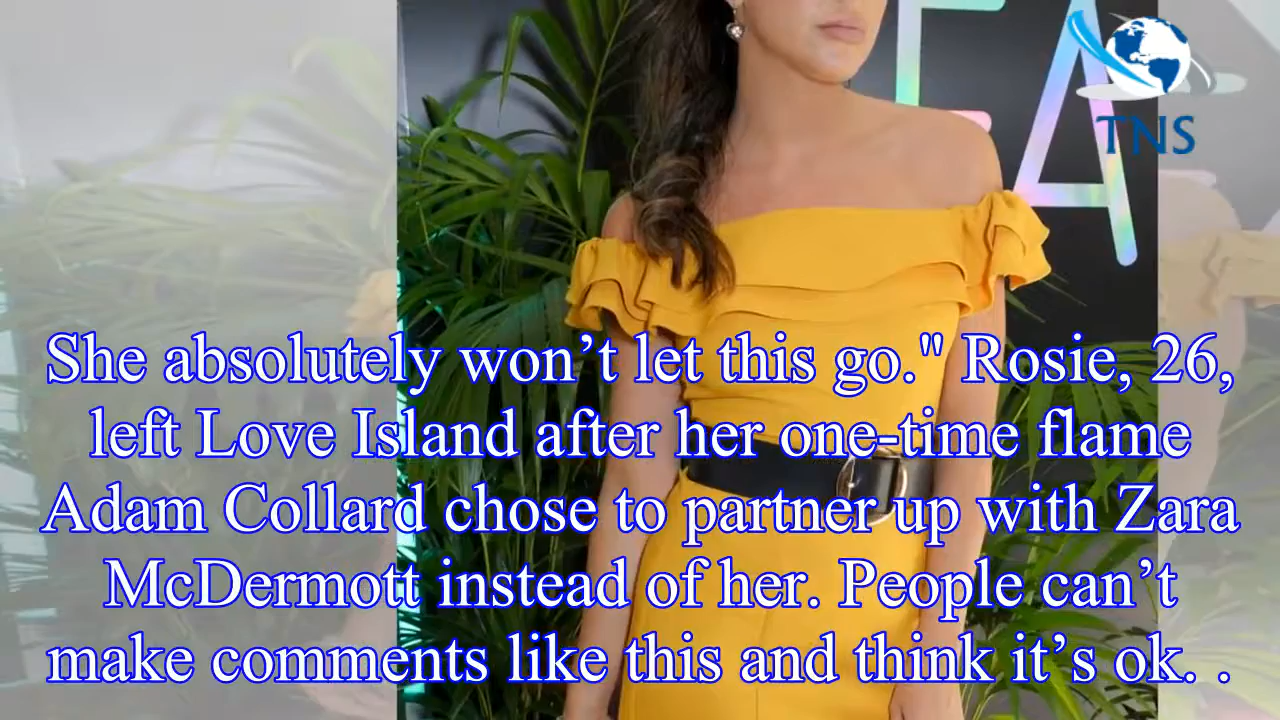 EA
TNS
She absolutely won’t let this go." Rosie, 26,
left Love Island after her one-time flame
Adam Collard chose to partner up with Zara
McDermott instead of her. People can’t
make comments like this and think it’s ok. .